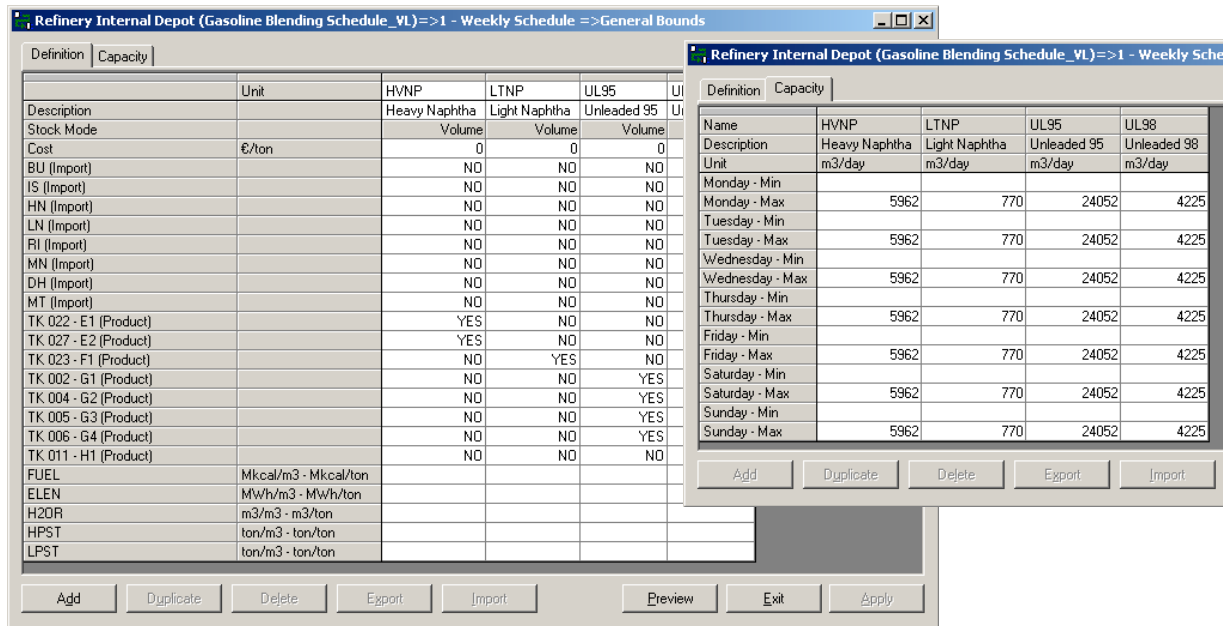 Refinery Internal Depot (Gasoline Blending Schedule_VL)=>1 - Weekly Schedule =>General Bounds
Definition Capacity
Unit HVNP LTNP UL95
Description Heavy Naphtha Light Naphtha Unleaded 95
Stock Mode Volume Volume Volume
Cost €/ton 0 0 0
BU (Import) NO NO NO
IS (Import) NO NO NO
HN (Import) NO NO NO
LN (Import) NO NO NO
RI (Import) NO NO NO
MN (Import) NO NO NO
DH (Import) NO NO NO
MT (Import) NO NO NO
TK 022 - E1 (Product) YES NO NO
TK 027 - E2 (Product) YES NO NO
TK 023 - F1 (Product) NO YES NO
TK 002 - G1 (Product) NO NO YES
TK 004 - G2 (Product) NO NO YES
TK 005 - G3 (Product) NO NO YES
TK 006 - G4 (Product) NO NO YES
TK 011 - H1 (Product) NO NO NO
FUEL Mkcal/m3 - Mkcal/ton
ELEN MWh/m3 - MWh/ton
H2OR m3/m3 - m3/ton
HPST ton/m3 - ton/ton
LPST ton/m3 - ton/ton
Add Duplicate Delete Export Import Preview Exit Apply
Refinery Internal Depot (Gasoline Blending Schedule_VL)=>1 - Weekly Sche
Definition Capacity
Name HVNP LTNP UL95 UL98
Description Heavy Naphtha Light Naphtha Unleaded 95 Unleaded 98
Unit m3/day m3/day m3/day m3/day
Monday - Min
Monday - Max 5962 770 24052 4225
Tuesday - Min
Tuesday - Max 5962 770 24052 4225
Wednesday - Min
Wednesday - Max 5962 770 24052 4225
Thursday - Min
Thursday - Max 5962 770 24052 4225
Friday - Min
Friday - Max 5962 770 24052 4225
Saturday - Min
Saturday - Max 5962 770 24052 4225
Sunday - Min
Sunday - Max 5962 770 24052 4225
Add Duplicate Delete Export Import